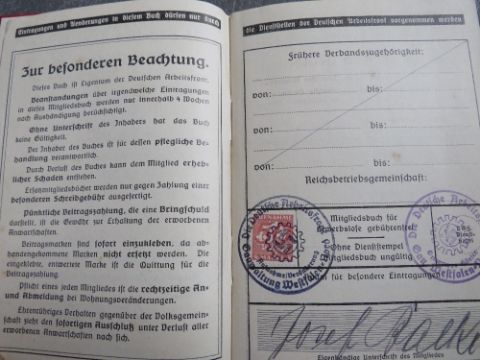 Eintragungen und Aenderungen in diesem Buch dürfen nur durch
Zur besonderen Beachtung.
Dieses Buch ist Eigentum der Deutschen Arbeitsfront.
Beanstandungen über irgendwelche Eintragungen
in dieses Mitgliedsbuch werden nur innerhalb 4 Wochen
nach Aushändigung berücksichtigt.
Ohne Unterschrift des Inhabers hat das Buch
keine Gültigkeit.
Der Inhaber des Buches ist für dessen pflegliche Be-
handlung verantwortlich.
Durch Verlust des Buches kann dem Mitglied erheb-
licher Schaden entstehen.
Ersatzmitgliedsbücher werden nur gegen Zahlung einer
besonderen Schreibgebühr ausgefertigt.
Pünktliche Beitragszahlung, die eine Bringschuld
darstellt, ist die Gewähr zur Erhaltung der erworbenen
Anwartschaften.
Beitragsmarken sind sofort einzukleben, da ab-
handengekommene Marken nicht ersetzt werden. Die
eingeklebte, entwertete Marke ist die Quittung für die
Beitragszahlung.
Pflicht eines jeden Mitgliedes ist die rechtzeitige An-
und Abmeldung bei Wohnungsveränderungen.
Ehrenrühriges Verhalten gegenüber der Volksgemein-
schaft zieht den sofortigen Ausschluß unter Verlust aller
erworbenen Anwartschaften nach sich.
die Dienststellen der Deutschen Arbeitsfront vorgenommen werden
Frühere Verbandszugehörigkeit:
von: bis:
von: bis:
von: bis:
Reichsbetriebsgemeinschaft:
Die Deutsche Arbeitsfront
Gauwaltung Westfalen
Mitgliedsbuch für
Erwerbslose gebührenfrei
Ohne Dienststempel
Mitgliedsbuch ungültig
Die Deutsche Arbeitsfront
für besondere Eintragungen
Josef
Eigenhändige Unterschrift des Mitgliedes